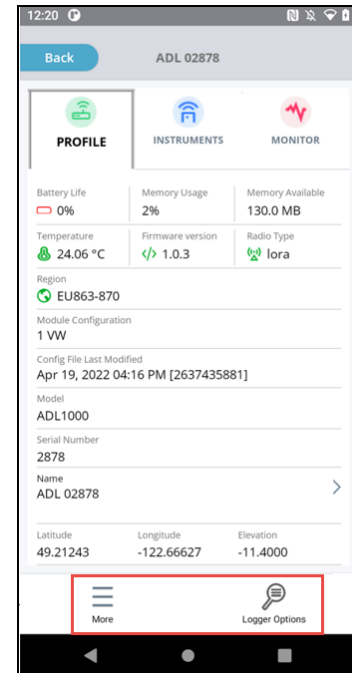 12:20
Back
ADL 02878
PROFILE
INSTRUMENTS
MONITOR
Battery Life
Memory Usage
Memory Available
0%
2%
130.0 MB
Temperature
Firmware version
Radio Type
24.06 °C
</> 1.0.3
lora
Region
EU863-870
Module Configuration
1 VW
Config File Last Modified
Apr 19, 2022 04:16 PM [2637435881]
Model
ADL1000
Serial Number
2878
Name
ADL 02878
Latitude
Longitude
Elevation
49.21243
-122.66627
-11.4000
More
Logger Options